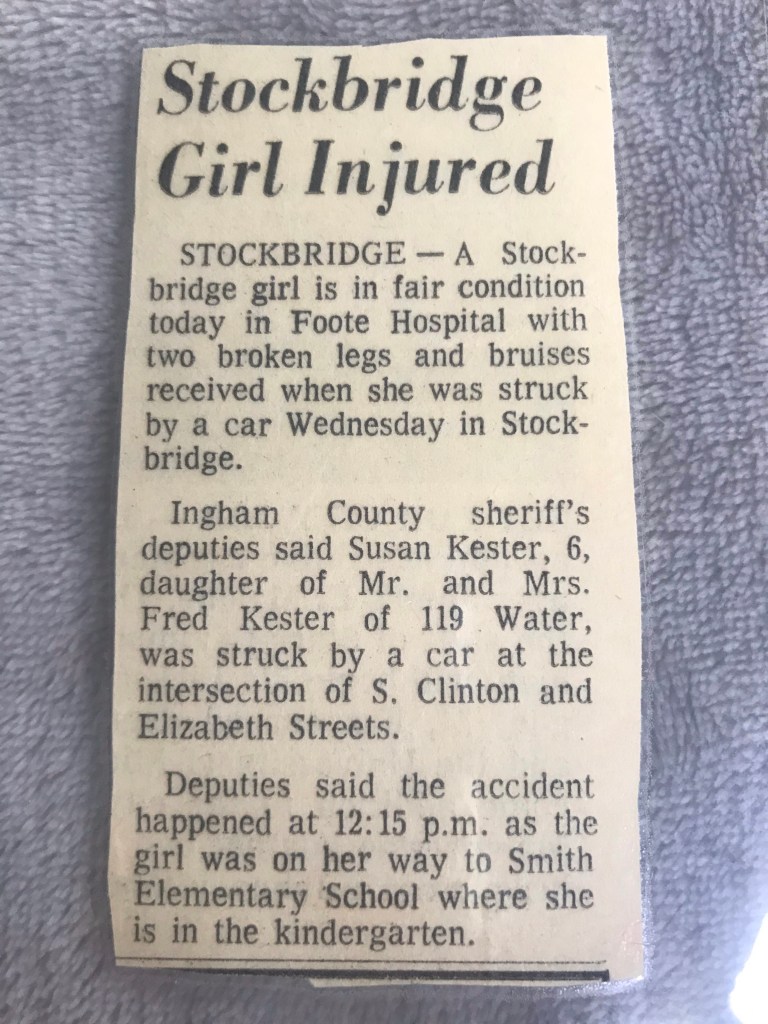 Stockbridge
Girl Injured
STOCKBRIDGE — A Stock-
bridge girl is in fair condition
today in Foote Hospital with
two broken legs and bruises
received when she was struck
by a car Wednesday in Stock-
bridge.
Ingham County sheriff's
deputies said Susan Kester, 6,
daughter of Mr. and Mrs.
Fred Kester of 119 Water,
was struck by a car at the
intersection of S. Clinton and
Elizabeth Streets.
Deputies said the accident
happened at 12:15 p.m. as the
girl was on her way to Smith
Elementary School where she
is in the kindergarten.